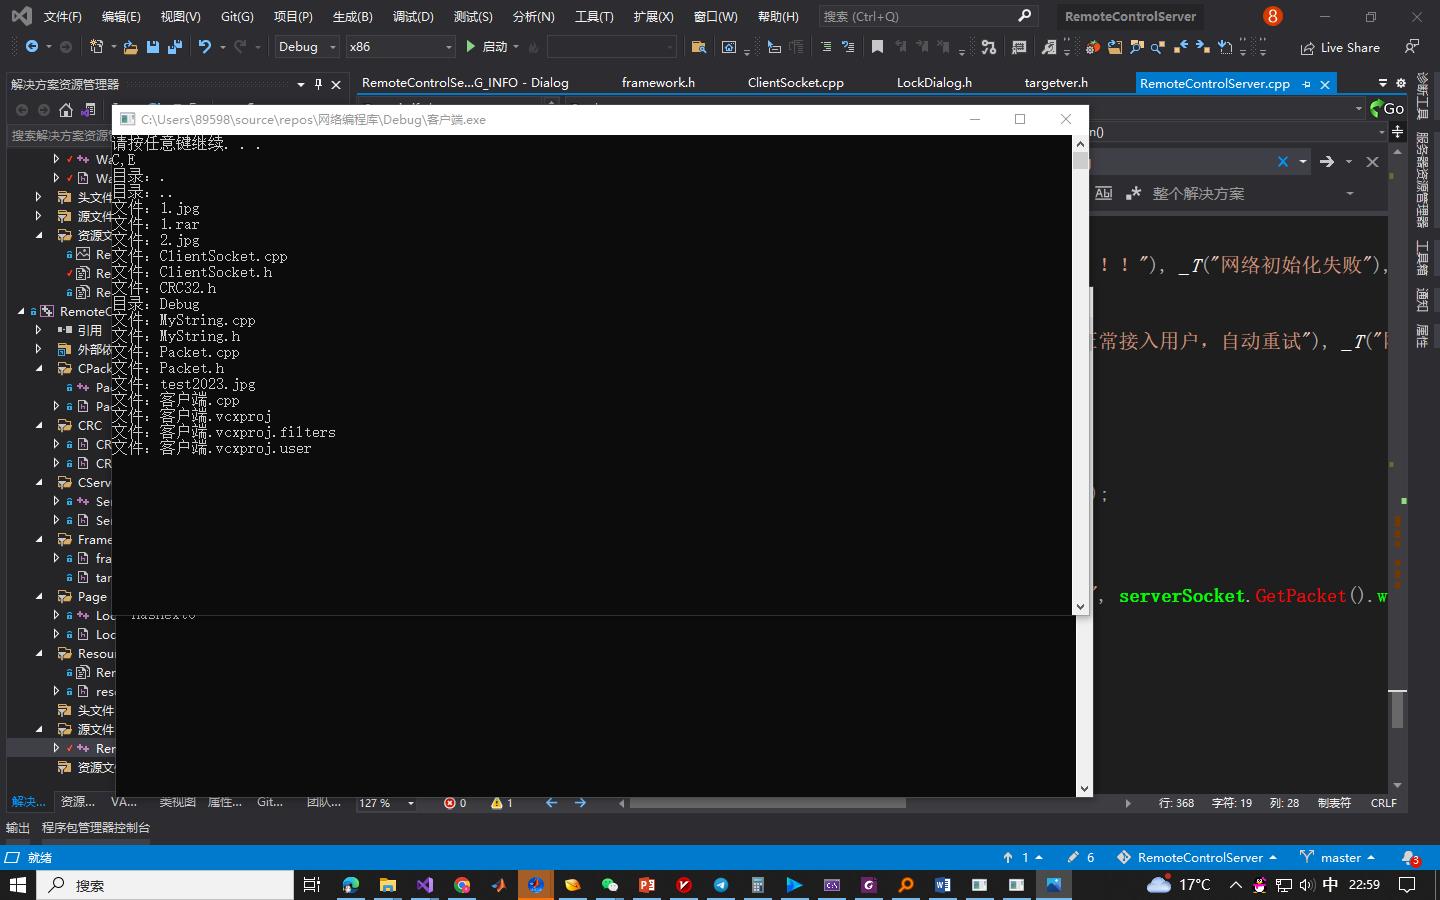 文件(F) 编辑(E) 视图(V) Git(G) 项目(P) 生成(B) 调试(D) 测试(S) 分析(N) 工具(T) 扩展(X) 窗口(W) 帮助(H) 搜索 (Ctrl+Q) RemoteControlServer 8
Debug x86 启动 Live Share
解决方案资源管理器
RemoteControlSe...G_INFO - Dialog framework.h ClientSocket.cpp LockDialog.h targetver.h RemoteControlServer.cpp
Go
搜索解决方案资源管
C:\Users\89598\source\repos\网络编程库\Debug\客户端.exe
请按任意键继续. . .
C,E
目录: .
目录: ..
文件: 1.jpg
文件: 1.rar
文件: 2.jpg
文件: ClientSocket.cpp
文件: ClientSocket.h
文件: CRC32.h
目录: Debug
文件: MyString.cpp
文件: MyString.h
文件: Packet.cpp
文件: Packet.h
文件: test2023.jpg
文件: 客户端.cpp
文件: 客户端.vcxproj
文件: 客户端.vcxproj.filters
文件: 客户端.vcxproj.user
Wa
Wa
头文件
源文件
资源文
Re
Re
Re
RemoteC
引用
外部依
CPack
Pa
Pa
CRC
CR
CR
CServ
Se
Se
Frame
fra
tar
Page
Loc
Loc
Resou
Ren
reso
头文件
源文件
Rer
资源文
()
Abl 整个解决方案
！！"), _T("网络初始化失败"),
常接入用户，自动重试"), _T("
);
", serverSocket.GetPacket().w
诊断工具
服务器资源管理器
工具箱
通知
属性
解决... 资源... VA... 类视图 属性... Git... 团队...
127 % 0 1 行: 368 字符: 19 列: 28 制表符 CRLF
输出 程序包管理器控制台
就绪 1 6 RemoteControlServer master 3
搜索 17°C 中 22:59